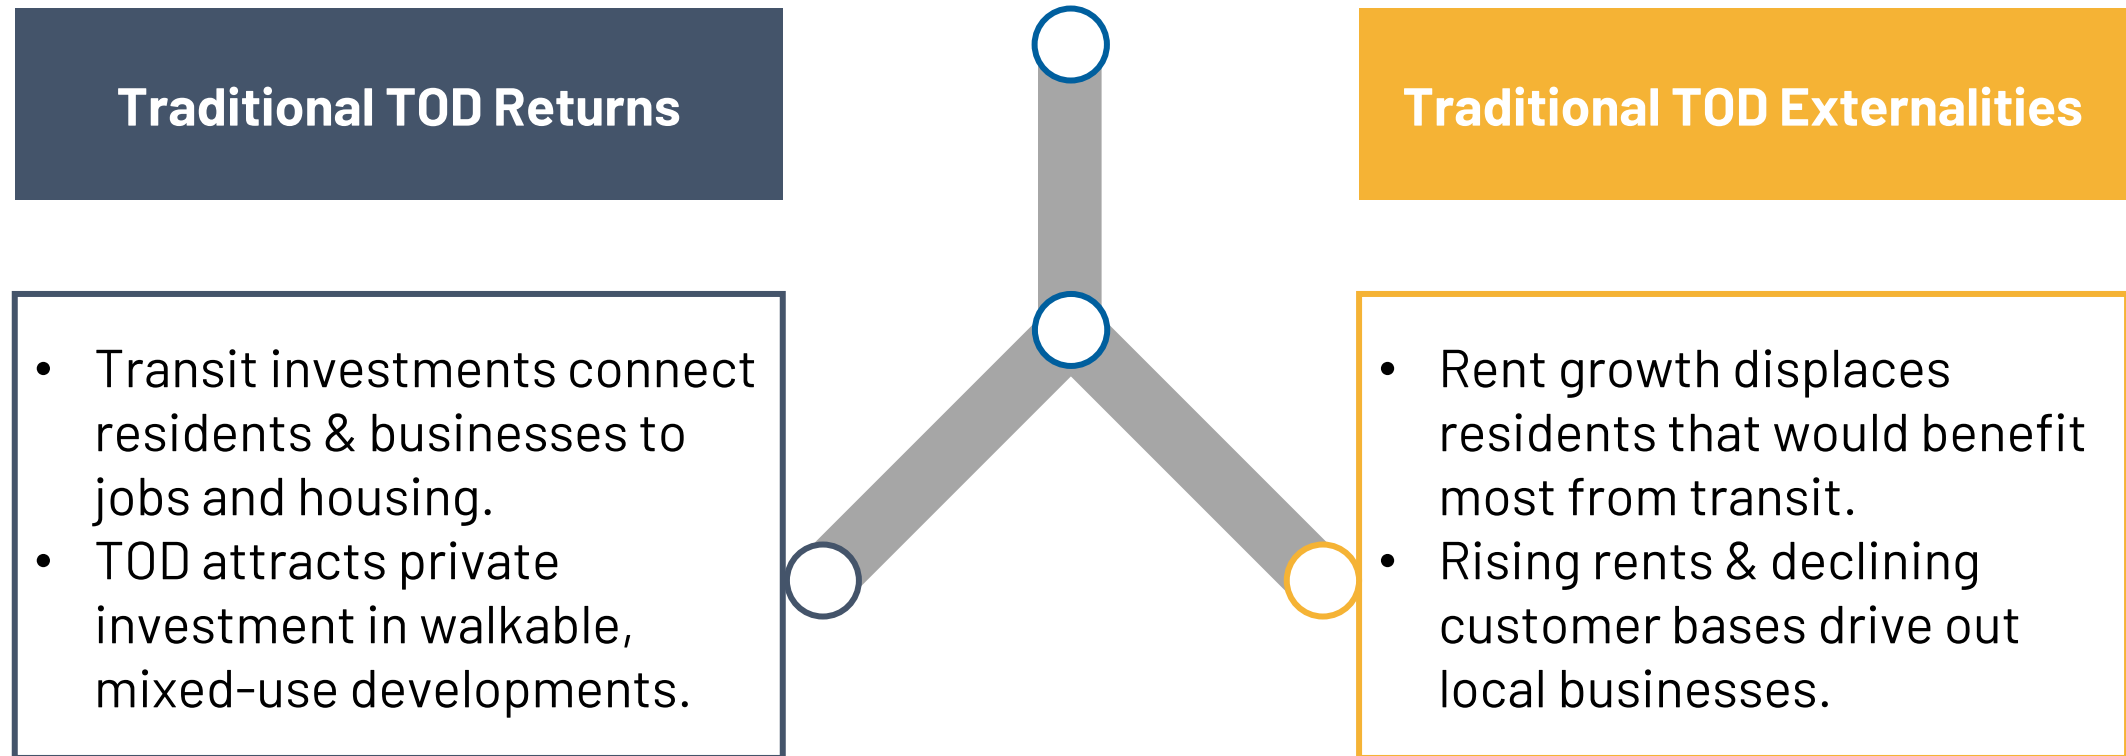 Traditional TOD Returns
• Transit investments connect
residents & businesses to
jobs and housing.
• TOD attracts private
investment in walkable,
mixed-use developments.
Traditional TOD Externalities
• Rent growth displaces
residents that would benefit
most from transit.
• Rising rents & declining
customer bases drive out
local businesses.